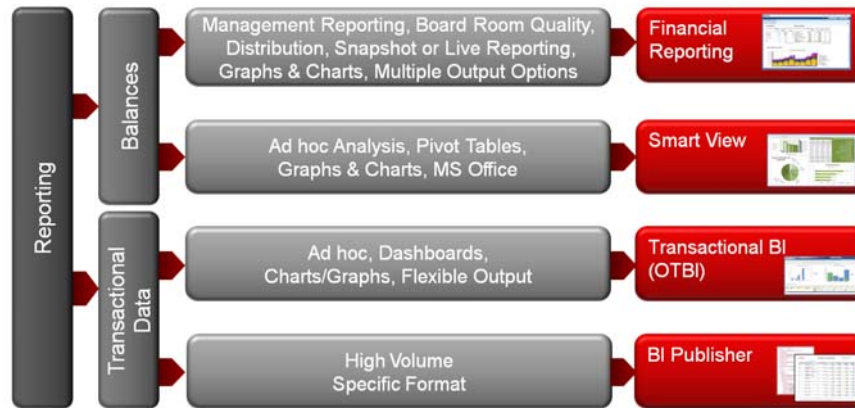 Reporting
Balances
Management Reporting, Board Room Quality,
Distribution, Snapshot or Live Reporting,
Graphs & Charts, Multiple Output Options
Financial
Reporting
Ad hoc Analysis, Pivot Tables,
Graphs & Charts, MS Office
Smart View
Transactional
Data
Ad hoc, Dashboards,
Charts/Graphs, Flexible Output
Transactional BI
(OTBI)
High Volume
Specific Format
BI Publisher